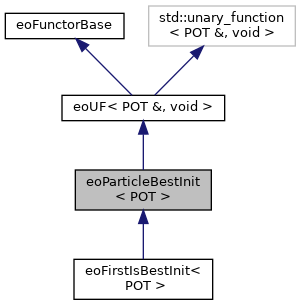 eoFunctorBase
std::unary_function
< POT &, void >
eoUF< POT &, void >
eoParticleBestInit
< POT >
eoFirstIsBestInit<
POT >